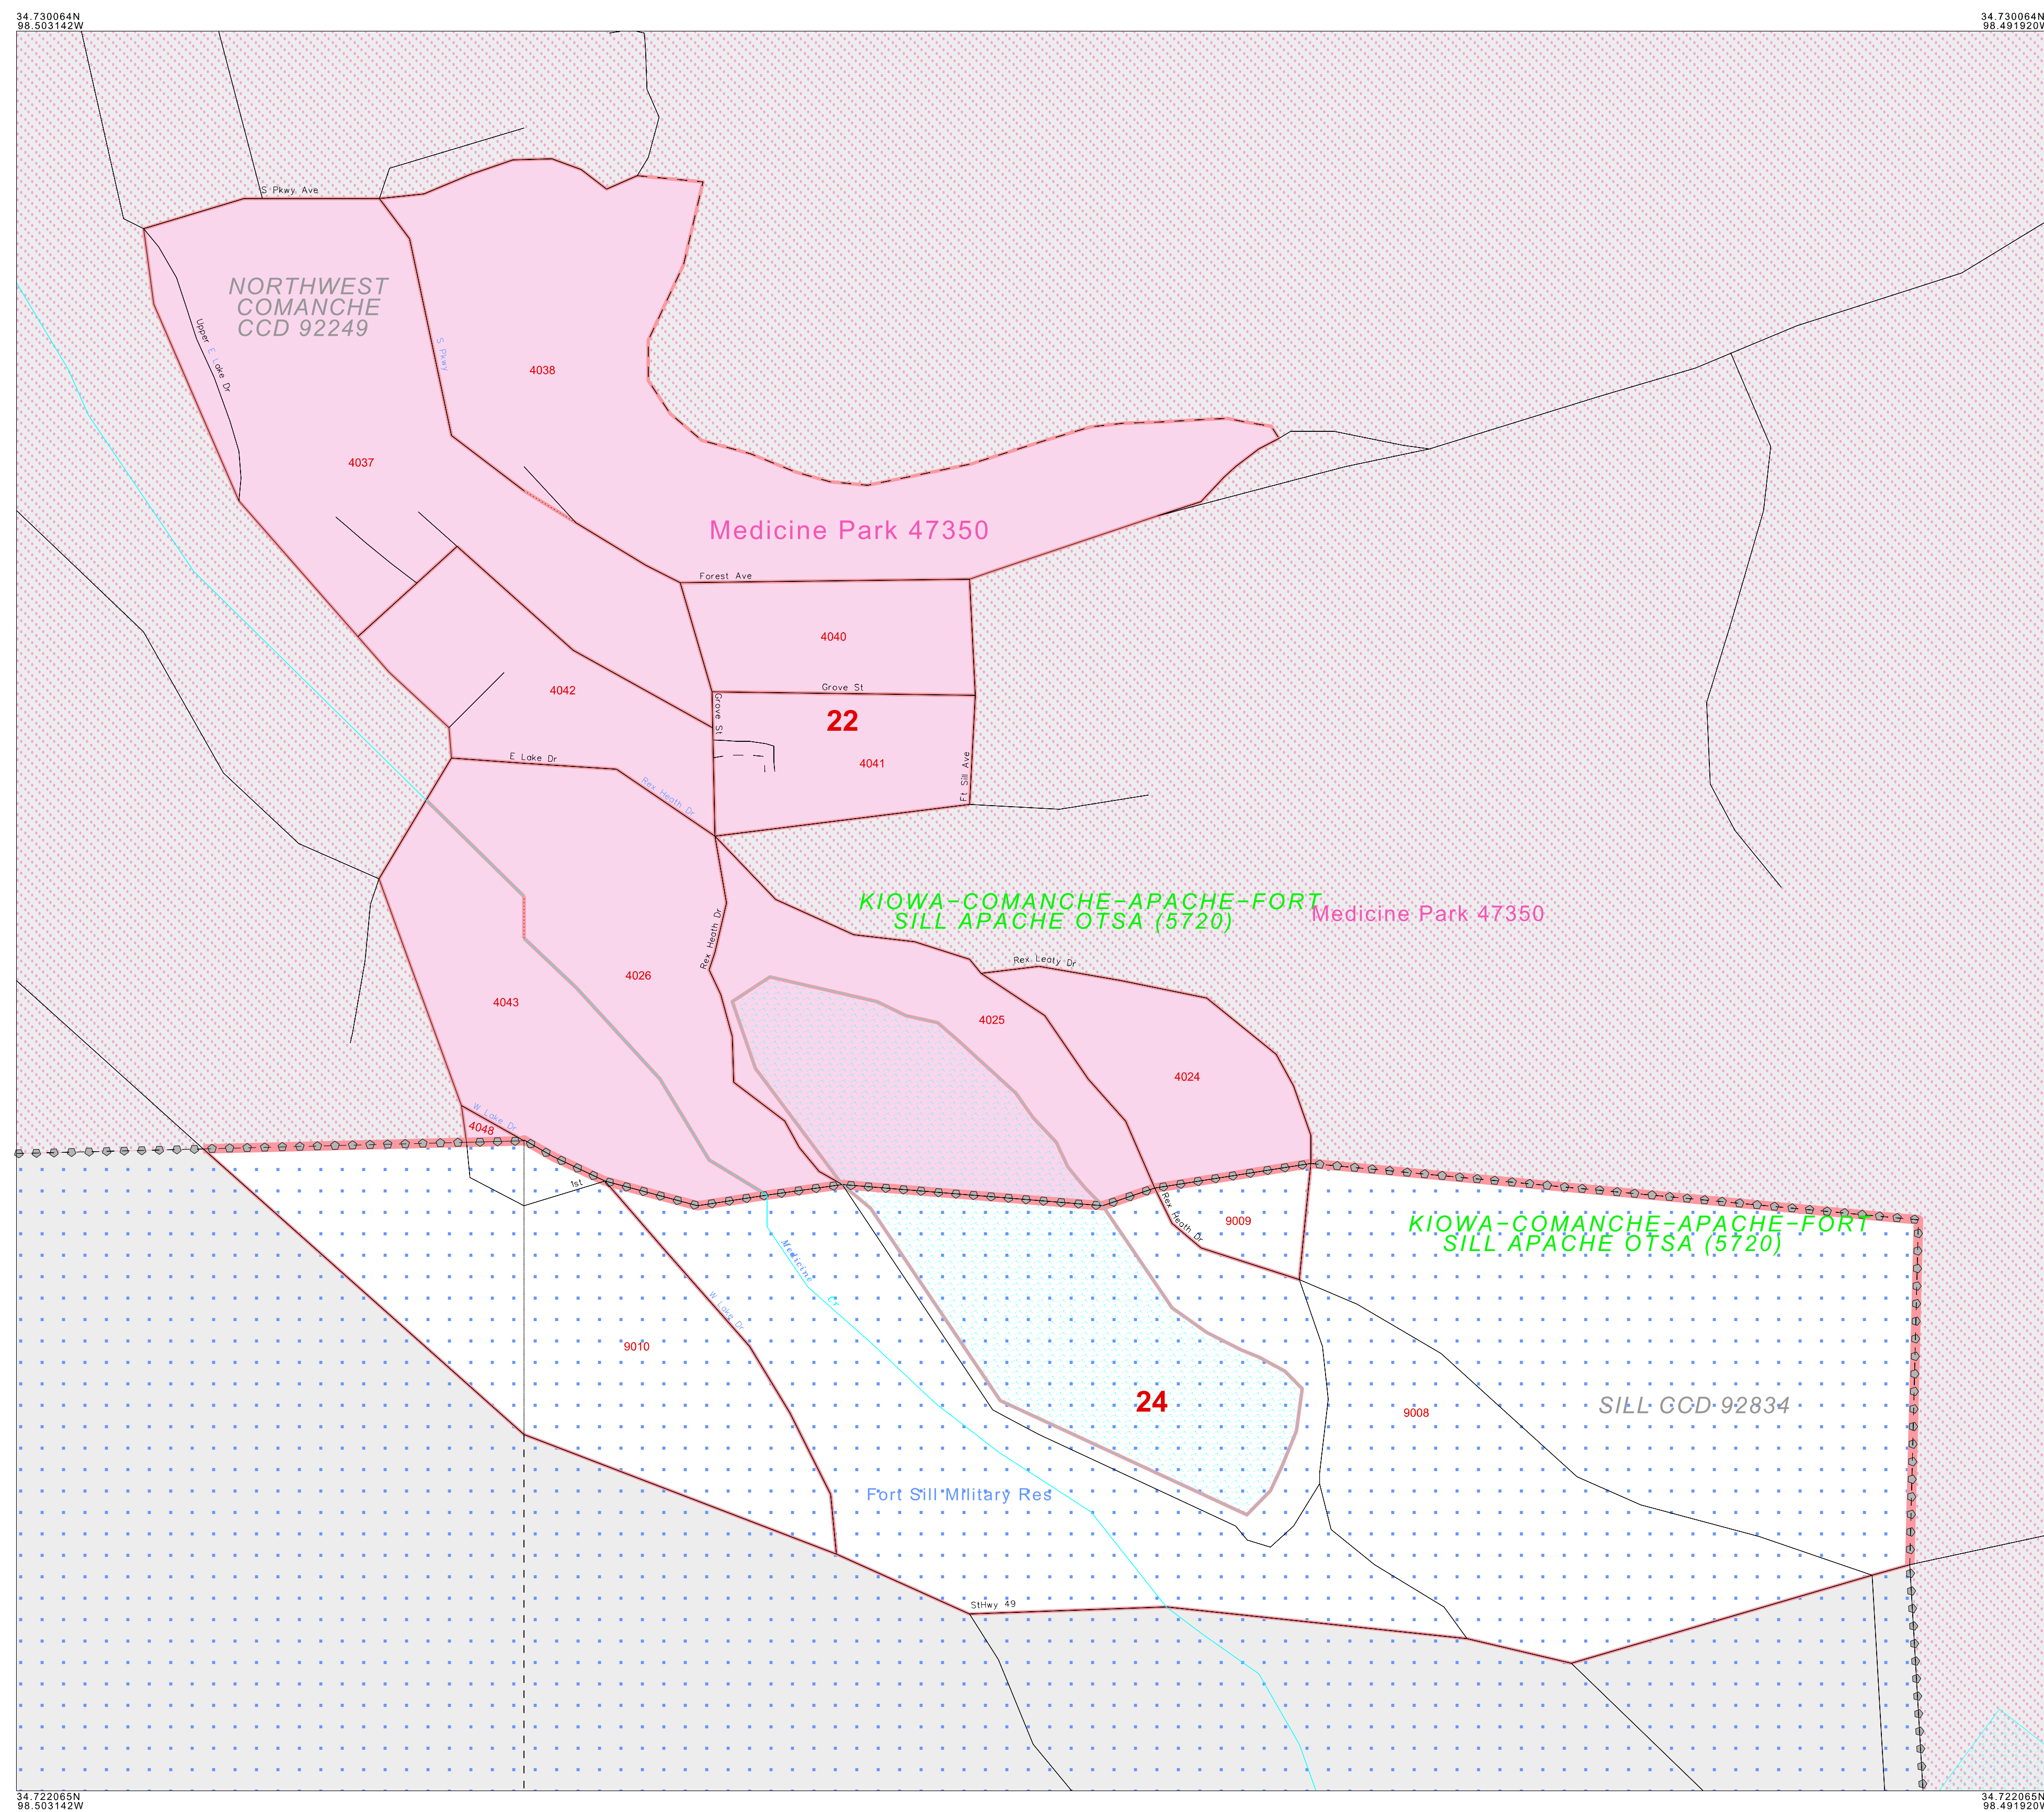 34.730064N
98.503142W
34.730064N
98.491920W
S Pkwy Ave
NORTHWEST
COMANCHE
CCD 92249
Upper E Lake Dr
S Pkwy
4038
4037
Medicine Park 47350
Forest Ave
4040
Grove St
4042
Grove St
22
4041
Ft Sill Ave
E Lake Dr
Rex Heath Dr
KIOWA-COMANCHE-APACHE-FORT
SILL APACHE OTSA (5720)
Medicine Park 47350
Rex Heath Dr
Rex Leaty Dr
4026
4043
4025
4024
W Lake Dr
4048
1st
Rex Heath Dr
9009
KIOWA-COMANCHE-APACHE-FORT
SILL APACHE OTSA (5720)
Medicine Cr
W Lake Dr
9010
24
9008
SILL CCD 92834
Fort Sill Military Res
StHwy 49
34.722065N
98.503142W
34.722065N
98.491920W